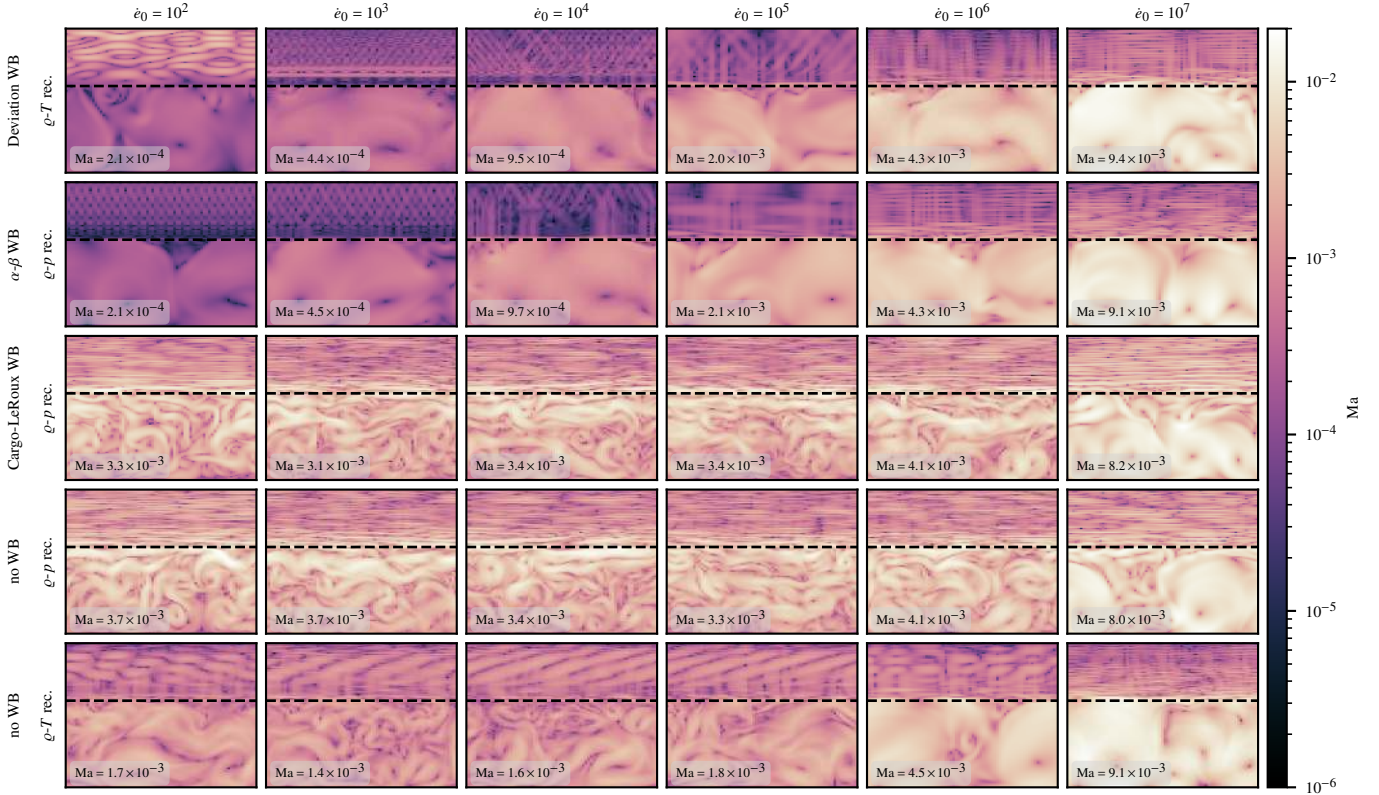 ė₀ = 10² ė₀ = 10³ ė₀ = 10⁴ ė₀ = 10⁵ ė₀ = 10⁶ ė₀ = 10⁷
Deviation WB
ϱ-T rec.
Ma = 2.1×10⁻⁴ Ma = 4.4×10⁻⁴ Ma = 9.5×10⁻⁴ Ma = 2.0×10⁻³ Ma = 4.3×10⁻³ Ma = 9.4×10⁻³
α-β WB
ϱ-p rec.
Ma = 2.1×10⁻⁴ Ma = 4.5×10⁻⁴ Ma = 9.7×10⁻⁴ Ma = 2.1×10⁻³ Ma = 4.3×10⁻³ Ma = 9.1×10⁻³
Cargo-LeRoux WB
ϱ-p rec.
Ma = 3.3×10⁻³ Ma = 3.1×10⁻³ Ma = 3.4×10⁻³ Ma = 3.4×10⁻³ Ma = 4.1×10⁻³ Ma = 8.2×10⁻³
no WB
ϱ-p rec.
Ma = 3.7×10⁻³ Ma = 3.7×10⁻³ Ma = 3.4×10⁻³ Ma = 3.3×10⁻³ Ma = 4.1×10⁻³ Ma = 8.0×10⁻³
no WB
ϱ-T rec.
Ma = 1.7×10⁻³ Ma = 1.4×10⁻³ Ma = 1.6×10⁻³ Ma = 1.8×10⁻³ Ma = 4.5×10⁻³ Ma = 9.1×10⁻³
10⁻²
10⁻³
10⁻⁴
10⁻⁵
10⁻⁶
Ma